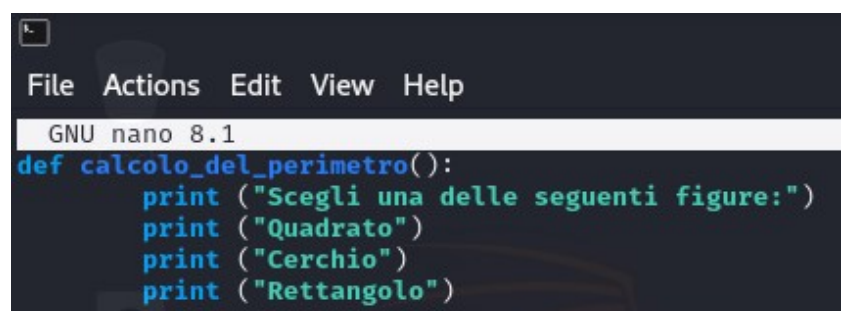 File Actions Edit View Help
GNU nano 8.1
def calcolo_del_perimetro():
        print ("Scegli una delle seguenti figure:")
        print ("Quadrato")
        print ("Cerchio")
        print ("Rettangolo")